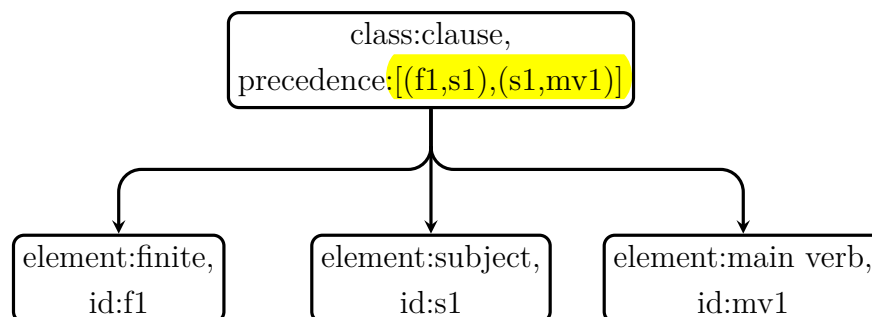 class:clause,
precedence:[(f1,s1),(s1,mv1)]
element:finite,
id:f1
element:subject,
id:s1
element:main verb,
id:mv1